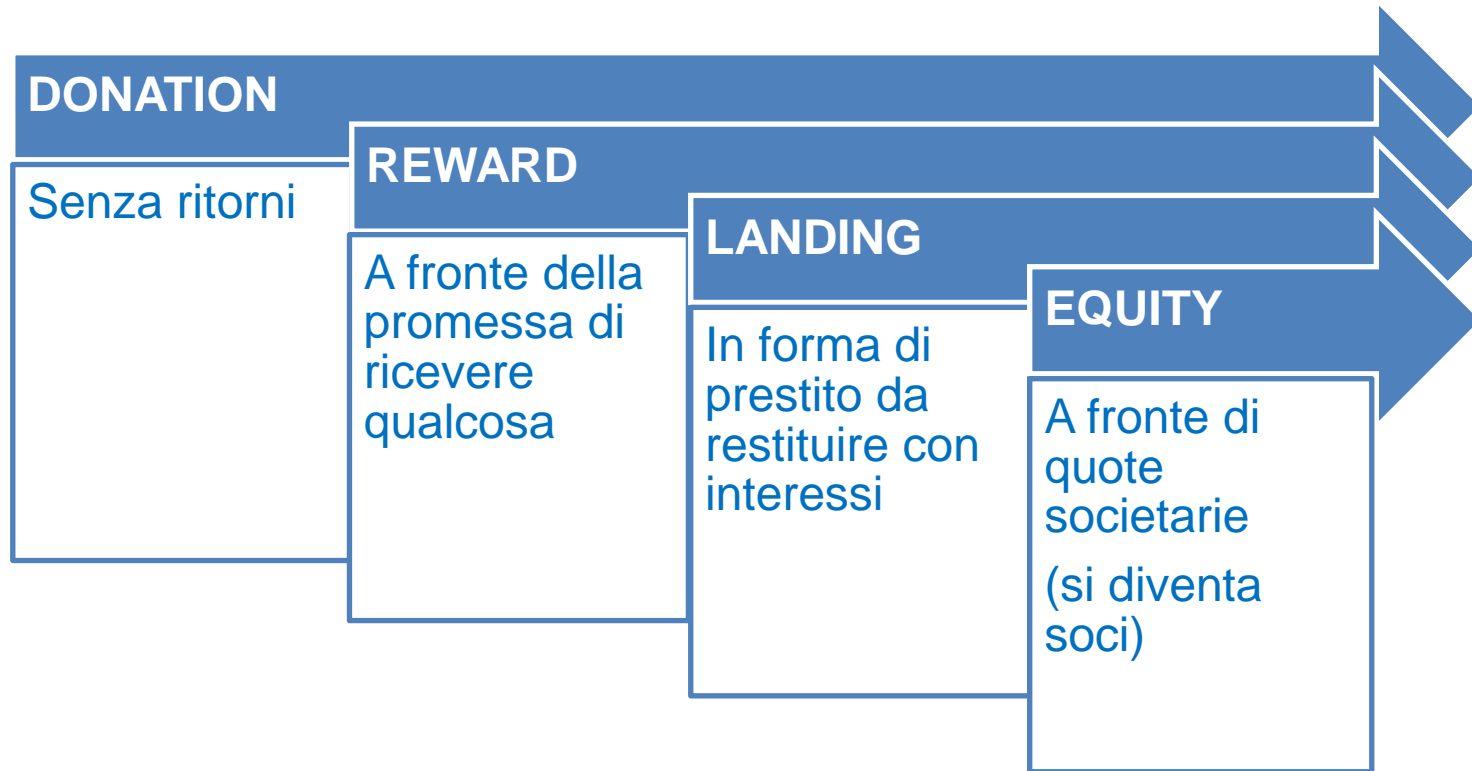 DONATION
Senza ritorni
REWARD
A fronte della
promessa di
ricevere
qualcosa
LANDING
In forma di
prestito da
restituire con
interessi
EQUITY
A fronte di
quote
societarie
(si diventa
soci)